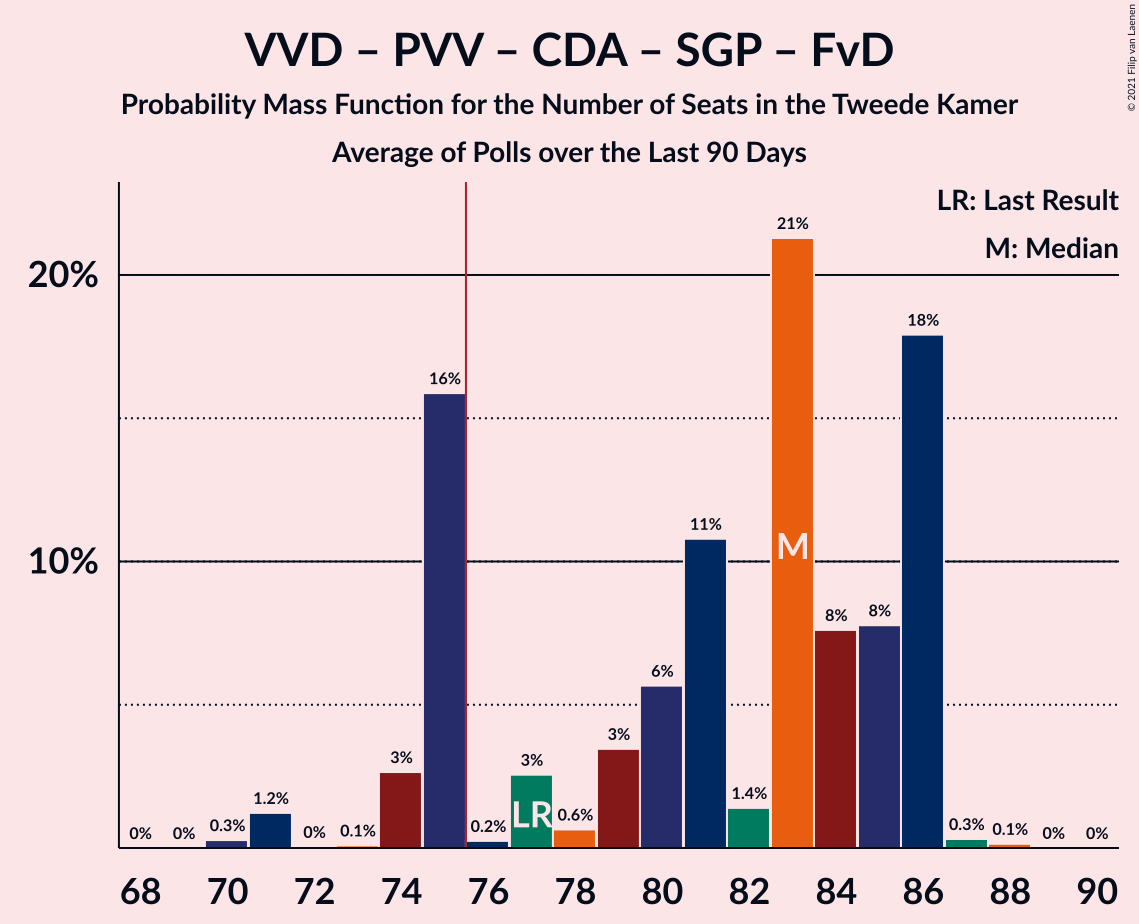 VVD – PVV – CDA – SGP – FvD
Probability Mass Function for the Number of Seats in the Tweede Kamer
Average of Polls over the Last 90 Days
© 2021 Filip van Laenen
LR: Last Result
M: Median
20%
10%
0%
0%
0.3%
1.2%
0%
0.1%
3%
16%
0.2%
3%
0.6%
3%
6%
11%
1.4%
21%
8%
8%
18%
0.3%
0.1%
0%
0%
LR
M
68 70 72 74 76 78 80 82 84 86 88 90